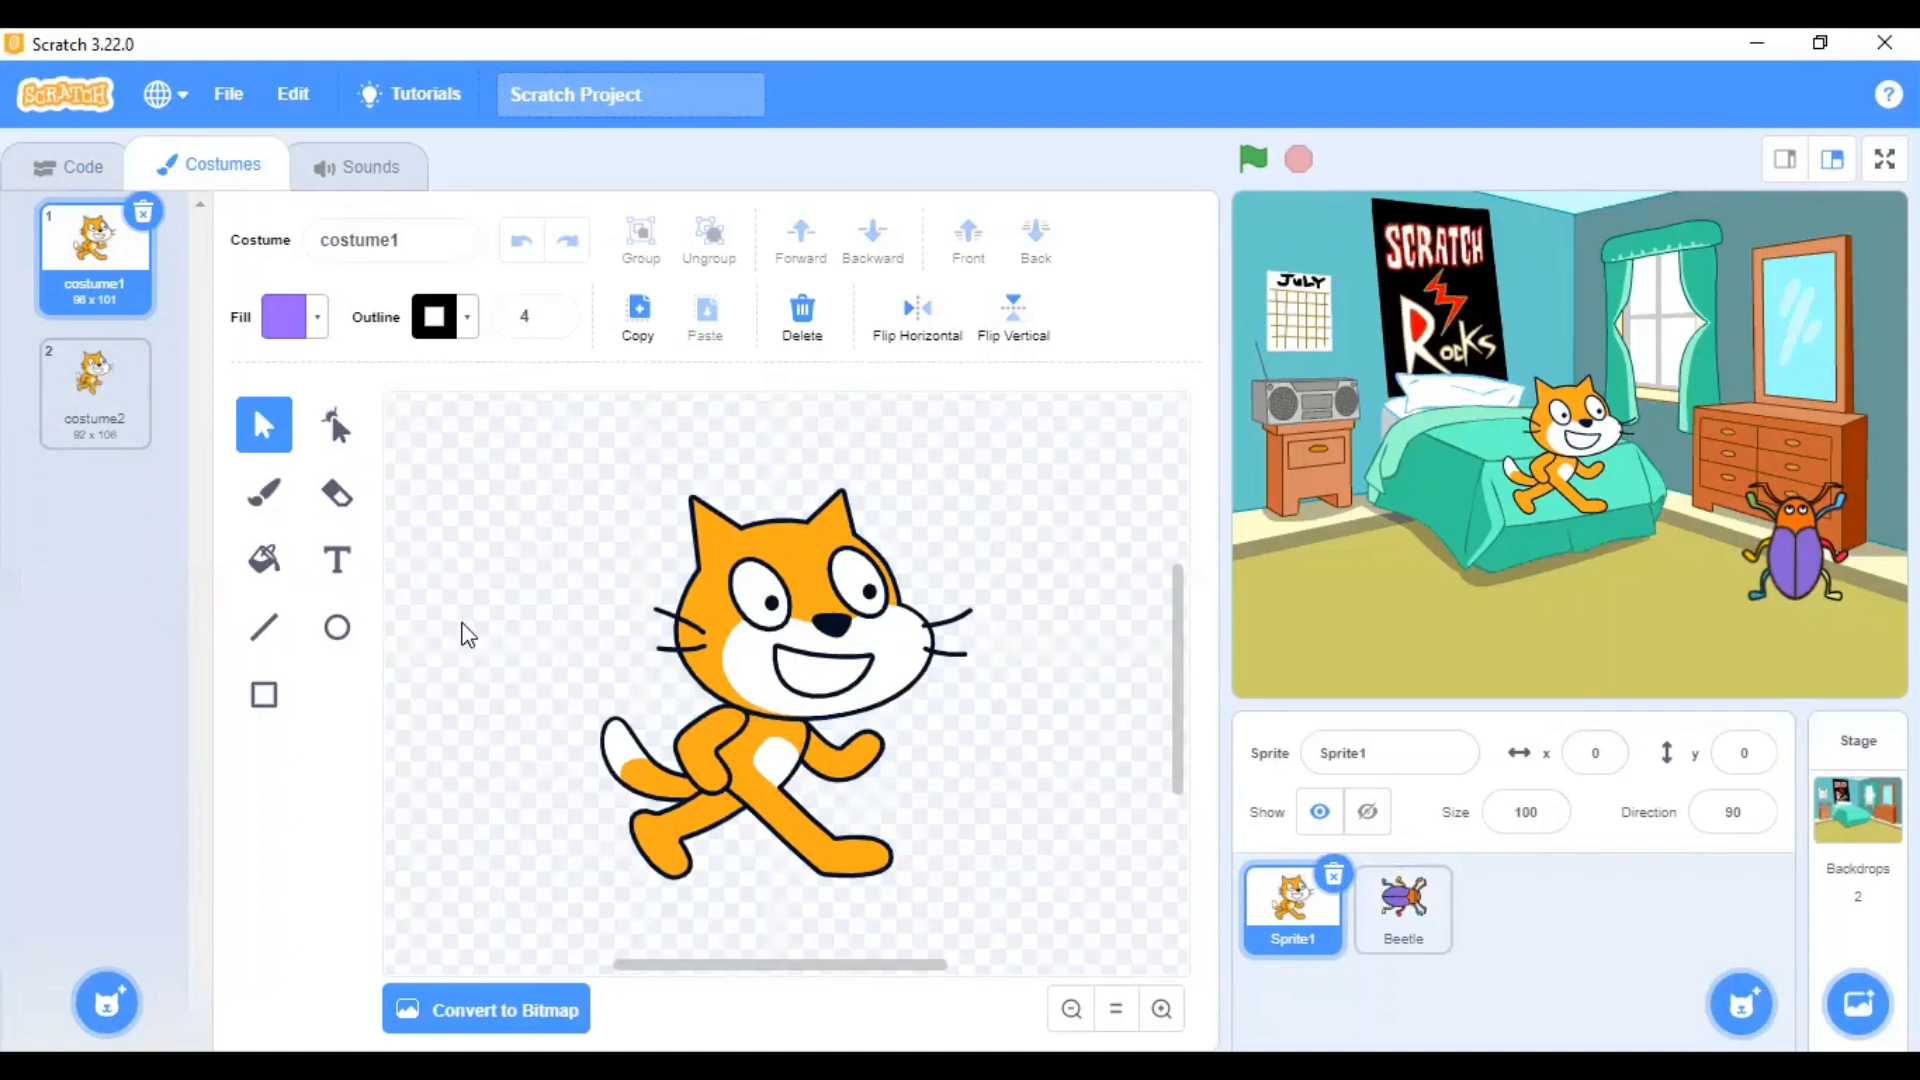 Scratch 3.22.0
SCRATCH
File
Edit
Tutorials
Scratch Project
?
Code
Costumes
Sounds
1
costume1
96 x 101
2
costume2
92 x 106
Costume
costume1
Group
Ungroup
Forward
Backward
Front
Back
Fill
Outline
4
Copy
Paste
Delete
Flip Horizontal
Flip Vertical
T
Convert to Bitmap
=
JULY
SCRATCH
Rocks
Sprite
Sprite1
x
0
y
0
Show
Size
100
Direction
90
Sprite1
Beetle
Stage
Backdrops
2